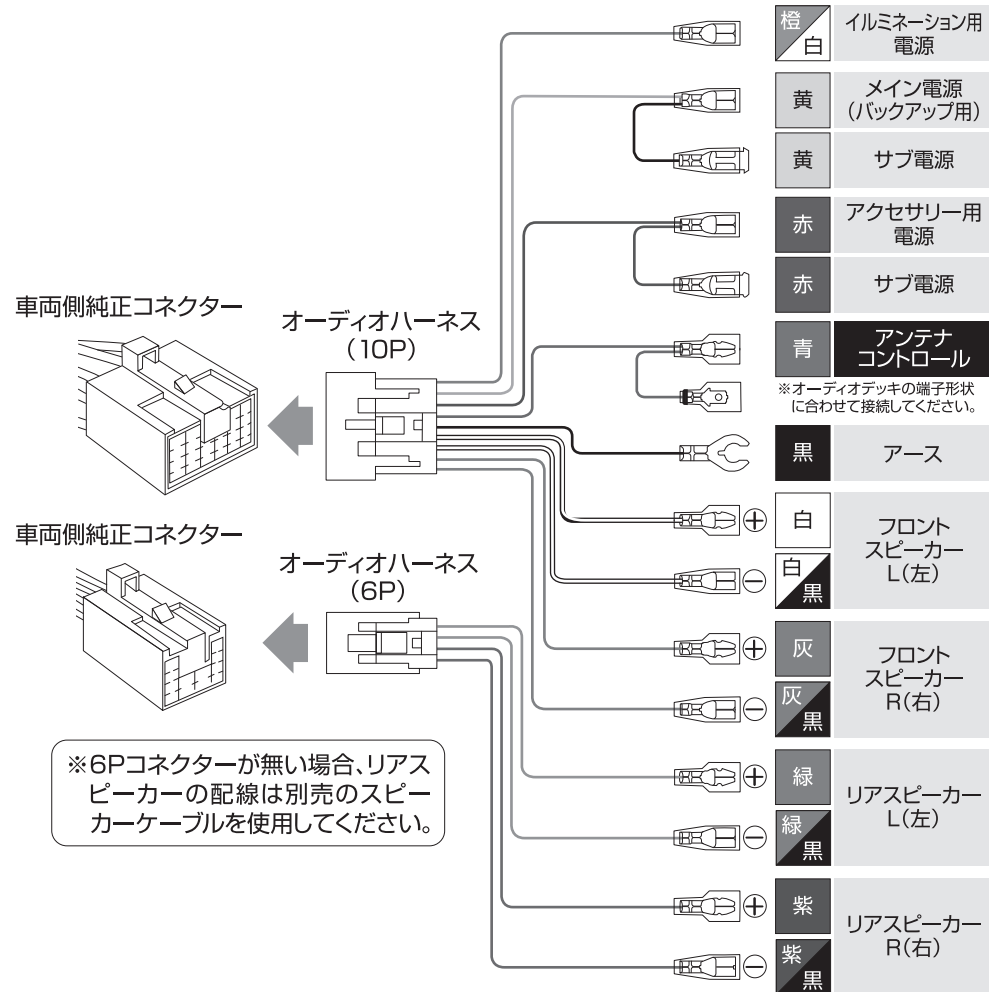 橙
白
イルミネーション用
電源
黄
メイン電源
(バックアップ用)
黄
サブ電源
赤
アクセサリー用
電源
赤
サブ電源
青
アンテナ
コントロール
※オーディオデッキの端子形状
に合わせて接続してください。
黒
アース
⊕
白
⊖
白
黒
フロント
スピーカー
L(左)
⊕
灰
⊖
灰
黒
フロント
スピーカー
R(右)
⊕
緑
⊖
緑
黒
リアスピーカー
L(左)
⊕
紫
⊖
紫
黒
リアスピーカー
R(右)
車両側純正コネクター
オーディオハーネス
(10P)
車両側純正コネクター
オーディオハーネス
(6P)
※6Pコネクターが無い場合、リアス
ピーカーの配線は別売のスピー
カーケーブルを使用してください。